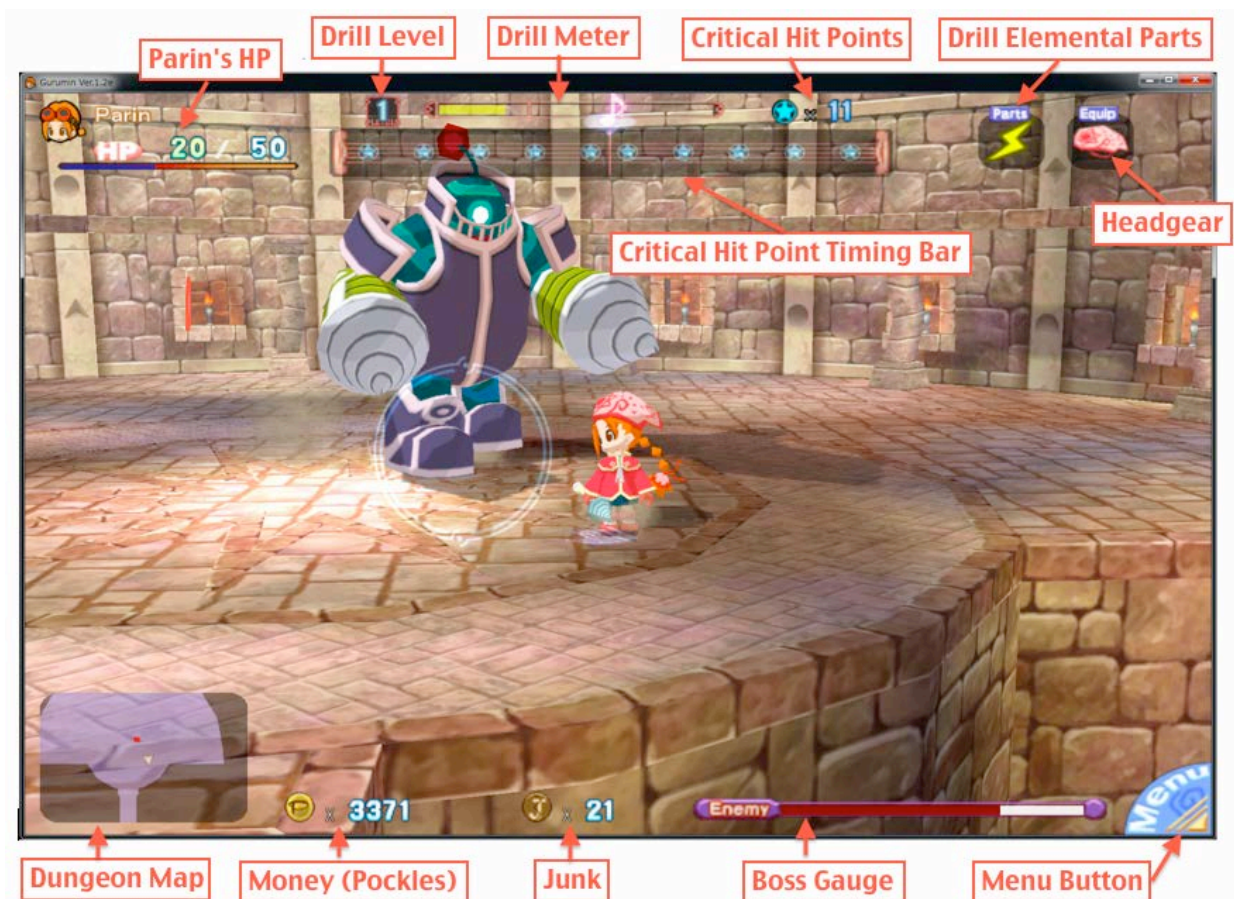 Drill Level
Drill Meter
Critical Hit Points
Drill Elemental Parts
Parin's HP
Gurumin Ver.1.2e
Parin
1
x 11
Parts
Equip
HP 20 / 50
Headgear
Critical Hit Point Timing Bar
Menu
P x 3371
J x 21
Enemy
Dungeon Map
Money (Pockles)
Junk
Boss Gauge
Menu Button